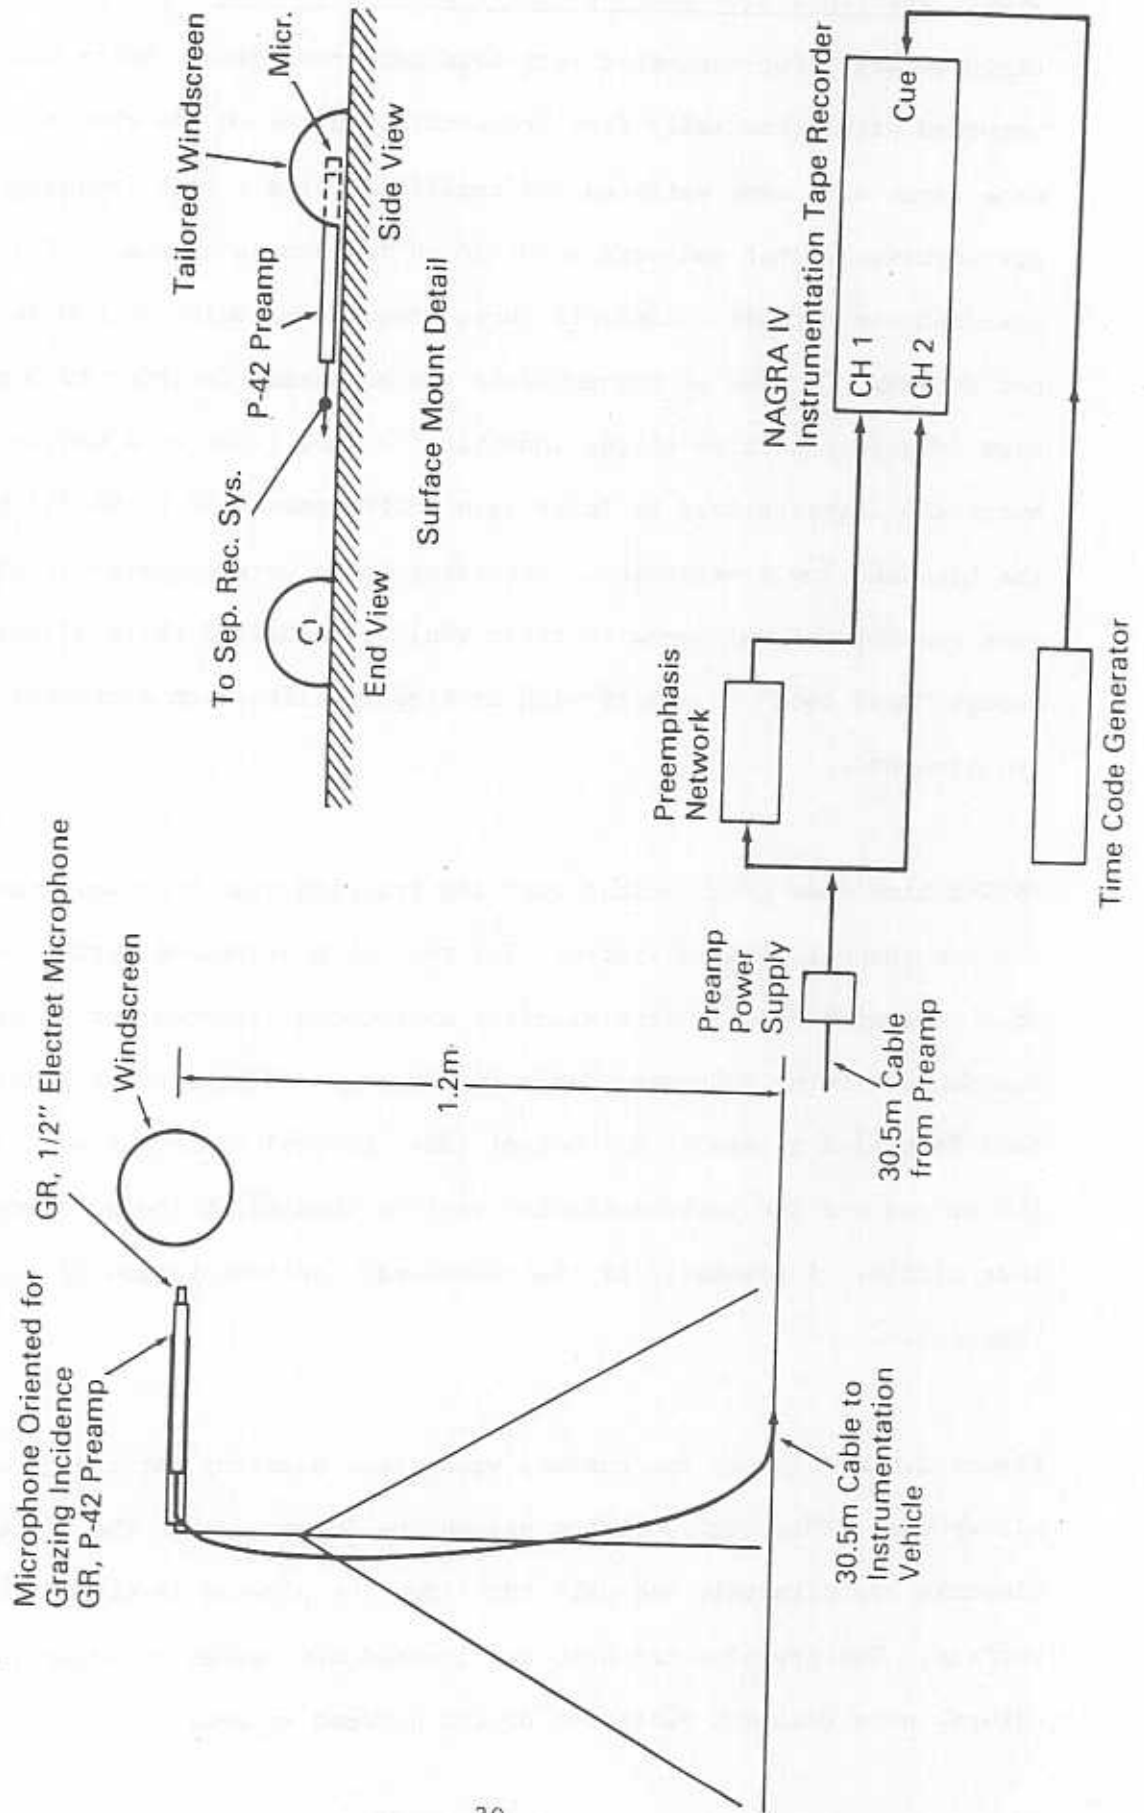 Microphone Oriented for
Grazing Incidence
GR, P-42 Preamp
GR, 1/2" Electret Microphone
Windscreen
1.2m
30.5m Cable to
Instrumentation
Vehicle
To Sep. Rec. Sys.
P-42 Preamp
Tailored Windscreen
Micr.
End View
Side View
Surface Mount Detail
30.5m Cable
from Preamp
Preamp
Power
Supply
Preemphasis
Network
NAGRA IV
Instrumentation Tape Recorder
CH 1
CH 2
Cue
Time Code Generator